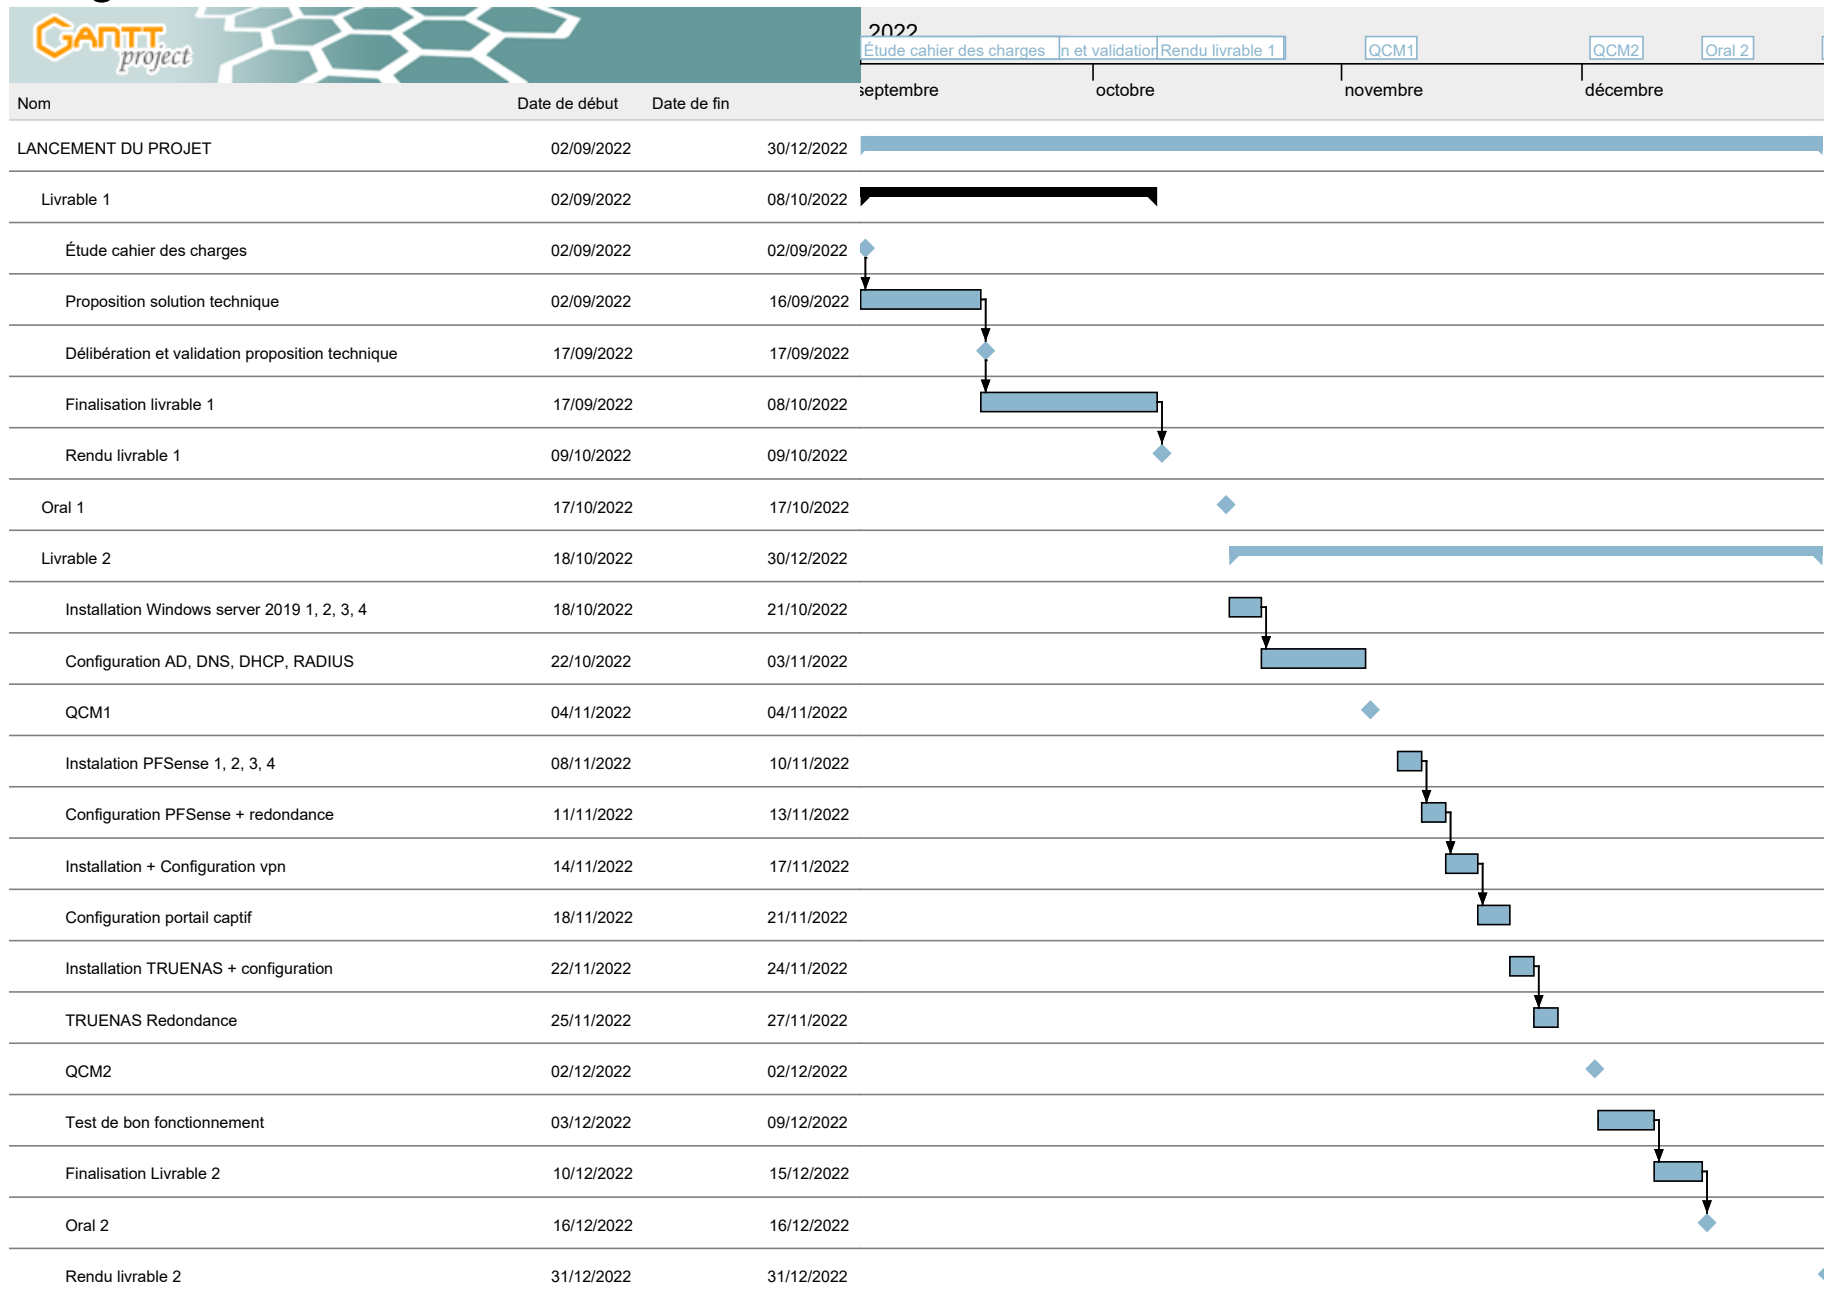 GANTT
project
2022
Étude cahier des charges n et validation Rendu livrable 1 QCM1 QCM2 Oral 2
septembre octobre novembre décembre
Nom Date de début Date de fin
LANCEMENT DU PROJET 02/09/2022 30/12/2022
Livrable 1 02/09/2022 08/10/2022
Étude cahier des charges 02/09/2022 02/09/2022
Proposition solution technique 02/09/2022 16/09/2022
Délibération et validation proposition technique 17/09/2022 17/09/2022
Finalisation livrable 1 17/09/2022 08/10/2022
Rendu livrable 1 09/10/2022 09/10/2022
Oral 1 17/10/2022 17/10/2022
Livrable 2 18/10/2022 30/12/2022
Installation Windows server 2019 1, 2, 3, 4 18/10/2022 21/10/2022
Configuration AD, DNS, DHCP, RADIUS 22/10/2022 03/11/2022
QCM1 04/11/2022 04/11/2022
Instalation PFSense 1, 2, 3, 4 08/11/2022 10/11/2022
Configuration PFSense + redondance 11/11/2022 13/11/2022
Installation + Configuration vpn 14/11/2022 17/11/2022
Configuration portail captif 18/11/2022 21/11/2022
Installation TRUENAS + configuration 22/11/2022 24/11/2022
TRUENAS Redondance 25/11/2022 27/11/2022
QCM2 02/12/2022 02/12/2022
Test de bon fonctionnement 03/12/2022 09/12/2022
Finalisation Livrable 2 10/12/2022 15/12/2022
Oral 2 16/12/2022 16/12/2022
Rendu livrable 2 31/12/2022 31/12/2022